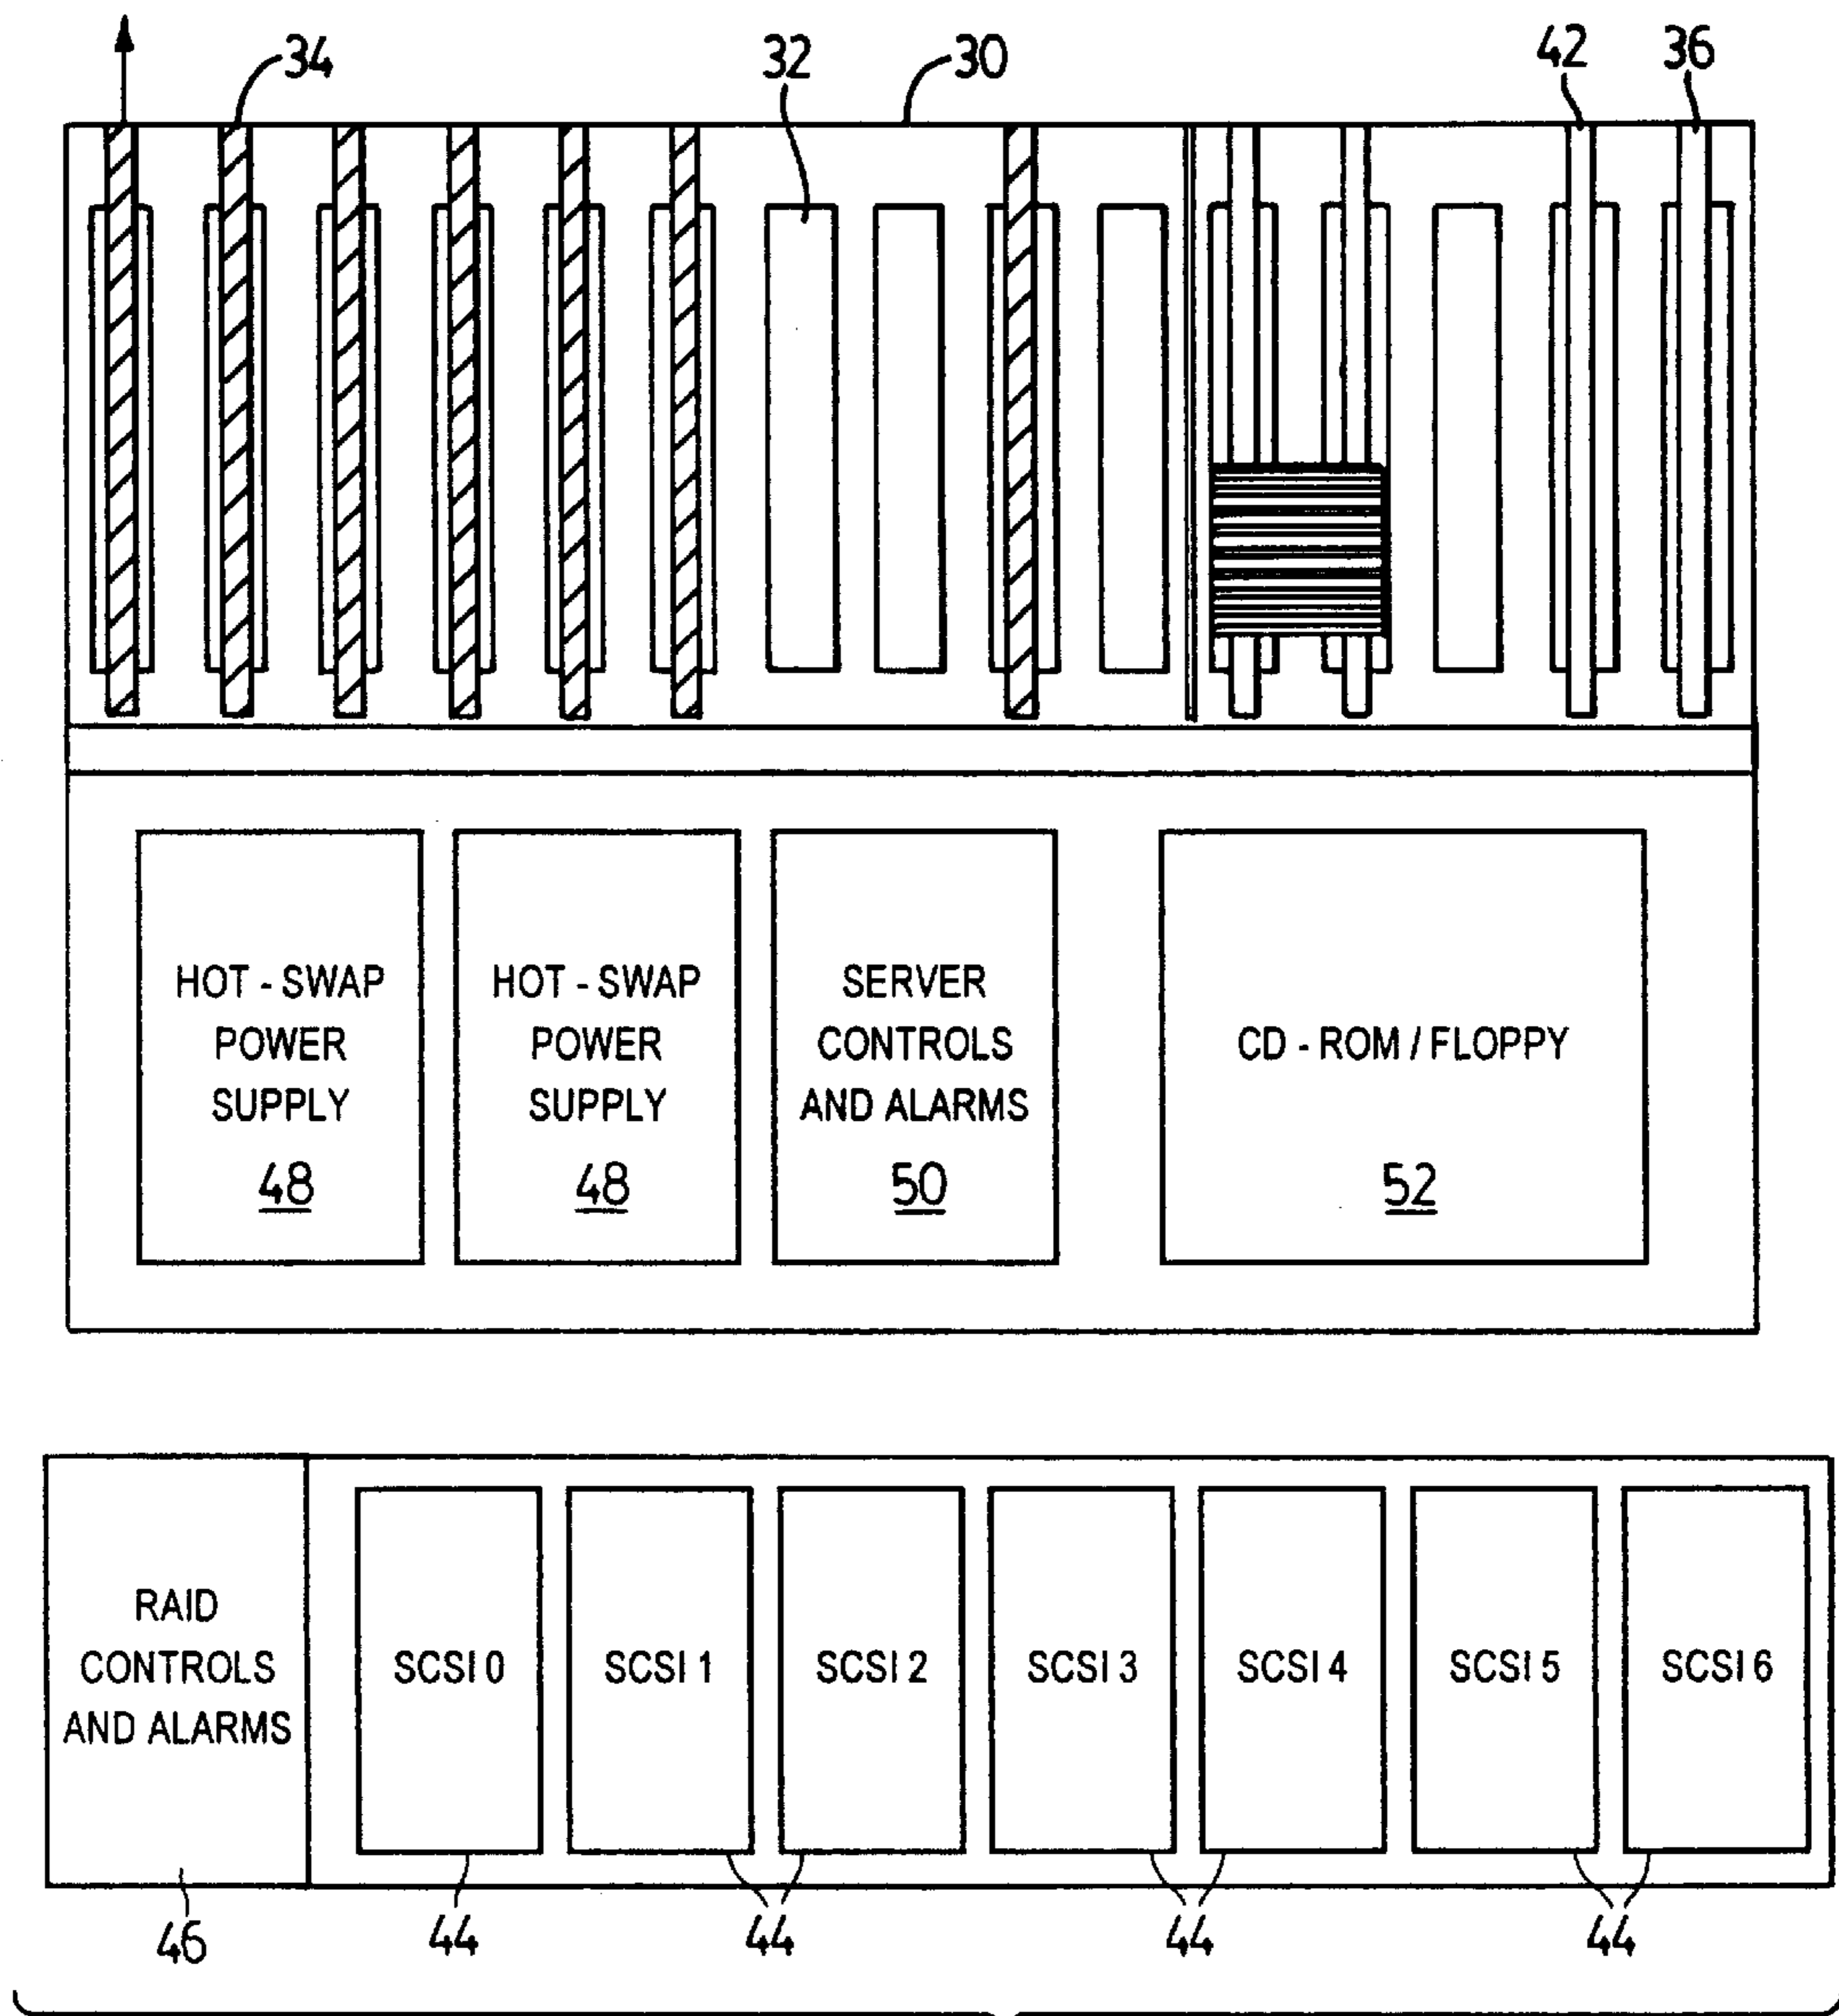 34 32 30 42 36
HOT - SWAP
POWER
SUPPLY
48
HOT - SWAP
POWER
SUPPLY
48
SERVER
CONTROLS
AND ALARMS
50
CD - ROM / FLOPPY
52
RAID
CONTROLS
AND ALARMS
SCSI 0
SCSI 1
SCSI 2
SCSI 3
SCSI 4
SCSI 5
SCSI 6
46 44 44 44 44